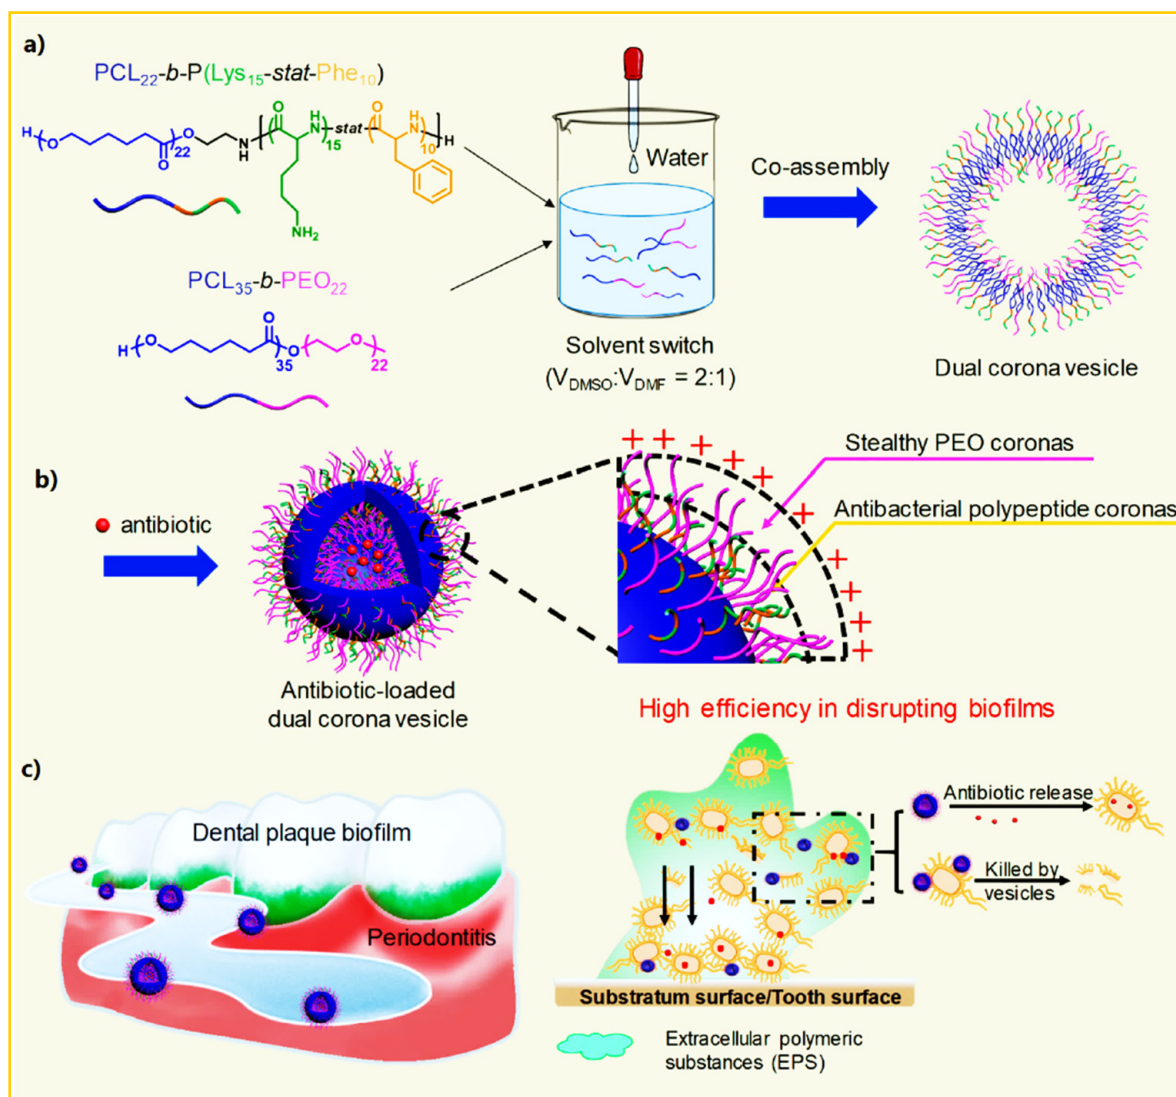 a)
PCL22-b-P(Lys15-stat-Phe10)
H
O
O
22
O
N
H
O
H
N
15
stat
O
H
N
10
H
NH2
Water
Co-assembly
PCL35-b-PEO22
H
O
O
35
O
O
22
Solvent switch
(VDMSO:VDMF = 2:1)
Dual corona vesicle
b)
antibiotic
Antibiotic-loaded
dual corona vesicle
+ + + + + + + + + +
Stealthy PEO coronas
Antibacterial polypeptide coronas
High efficiency in disrupting biofilms
c)
Dental plaque biofilm
Periodontitis
Antibiotic release
Killed by
vesicles
Substratum surface/Tooth surface
Extracellular polymeric
substances (EPS)